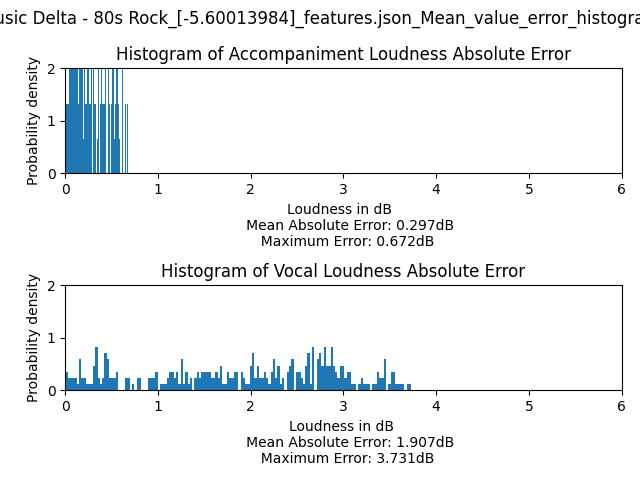 usic Delta - 80s Rock_[-5.60013984]_features.json_Mean_value_error_histogra
Histogram of Accompaniment Loudness Absolute Error
Probability density
2
1
0
0 1 2 3 4 5 6
Loudness in dB
Mean Absolute Error: 0.297dB
Maximum Error: 0.672dB
Histogram of Vocal Loudness Absolute Error
Probability density
2
1
0
0 1 2 3 4 5 6
Loudness in dB
Mean Absolute Error: 1.907dB
Maximum Error: 3.731dB